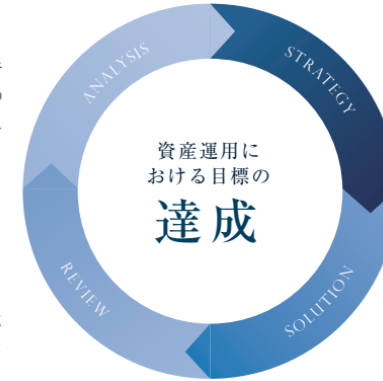 ANALYSIS
STRATEGY
資産運用に
おける目標の
達成
REVIEW
SOLUTION